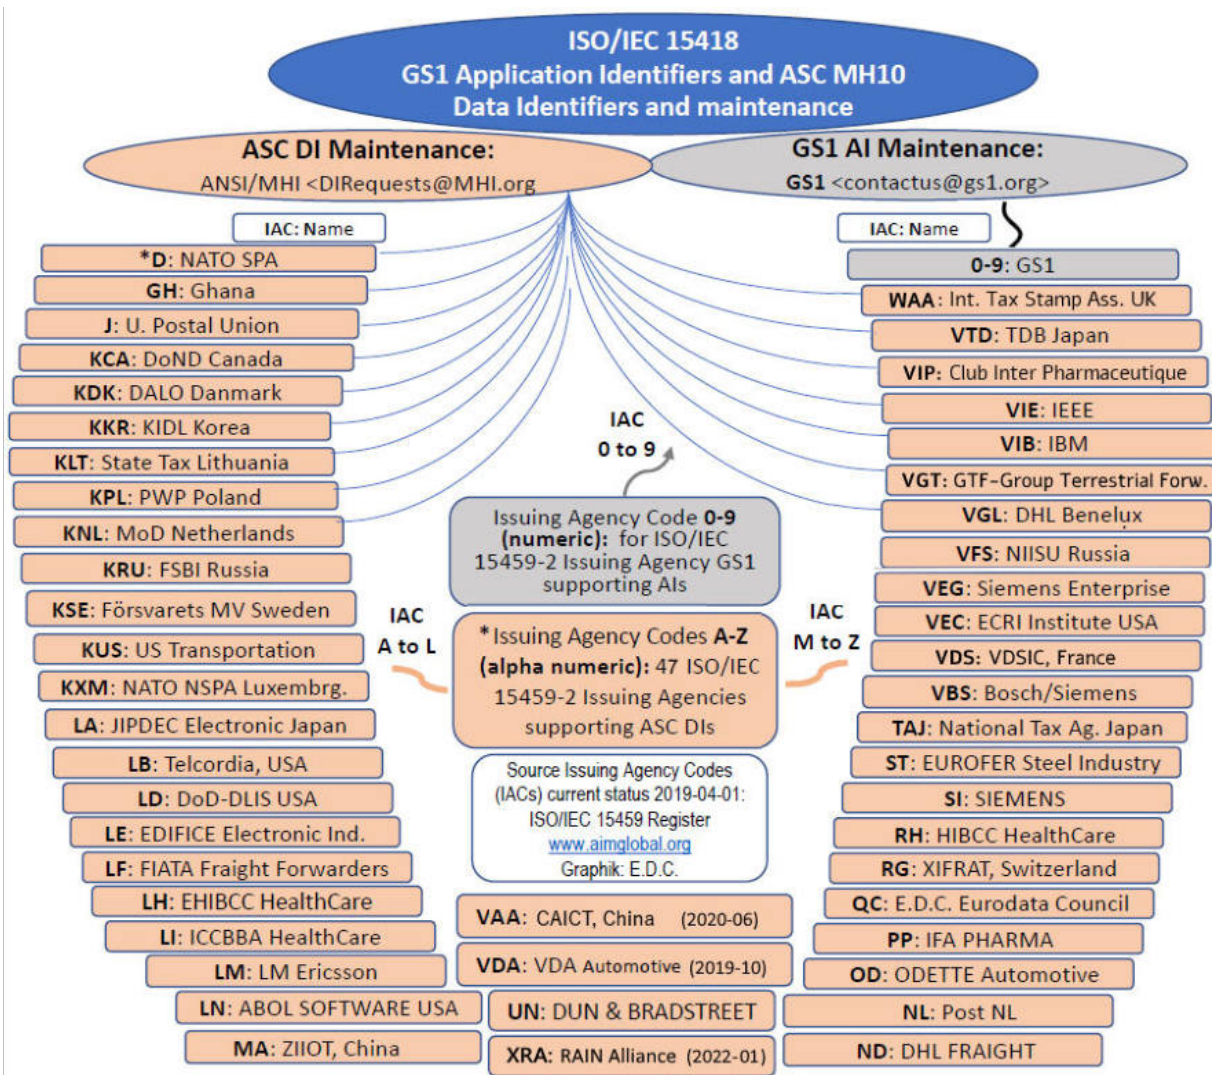 ISO/IEC 15418
GS1 Application Identifiers and ASC MH10
Data Identifiers and maintenance
ASC DI Maintenance:
ANSI/MHI <DIRequests@MHI.org
GS1 AI Maintenance:
GS1 <contactus@gs1.org>
IAC: Name
*D: NATO SPA
GH: Ghana
J: U. Postal Union
KCA: DoND Canada
KDK: DALO Danmark
KKR: KIDL Korea
KLT: State Tax Lithuania
KPL: PWP Poland
KNL: MoD Netherlands
KRU: FSBI Russia
KSE: Försvarets MV Sweden
KUS: US Transportation
KXM: NATO NSPA Luxembrg.
LA: JIPDEC Electronic Japan
LB: Telcordia, USA
LD: DoD-DLIS USA
LE: EDIFICE Electronic Ind.
LF: FIATA Freight Forwarders
LH: EHIBCC HealthCare
LI: ICCBBA HealthCare
LM: LM Ericsson
LN: ABOL SOFTWARE USA
MA: ZIIOT, China
IAC
0 to 9
Issuing Agency Code 0-9
(numeric): for ISO/IEC
15459-2 Issuing Agency GS1
supporting AIs
IAC
A to L
*Issuing Agency Codes A-Z
(alpha numeric): 47 ISO/IEC
15459-2 Issuing Agencies
supporting ASC DIs
IAC
M to Z
Source Issuing Agency Codes
(IACs) current status 2019-04-01:
ISO/IEC 15459 Register
www.aimglobal.org
Graphik: E.D.C.
VAA: CAICT, China (2020-06)
VDA: VDA Automotive (2019-10)
UN: DUN & BRADSTREET
XRA: RAIN Alliance (2022-01)
IAC: Name
0-9: GS1
WAA: Int. Tax Stamp Ass. UK
VTD: TDB Japan
VIP: Club Inter Pharmaceutique
VIE: IEEE
VIB: IBM
VGT: GTF-Group Terrestrial Forw.
VGL: DHL Benelux
VFS: NIISU Russia
VEG: Siemens Enterprise
VEC: ECRI Institute USA
VDS: VDSIC, France
VBS: Bosch/Siemens
TAJ: National Tax Ag. Japan
ST: EUROFER Steel Industry
SI: SIEMENS
RH: HIBCC HealthCare
RG: XIFRAT, Switzerland
QC: E.D.C. Eurodata Council
PP: IFA PHARMA
OD: ODETTE Automotive
NL: Post NL
ND: DHL FRAIGHT